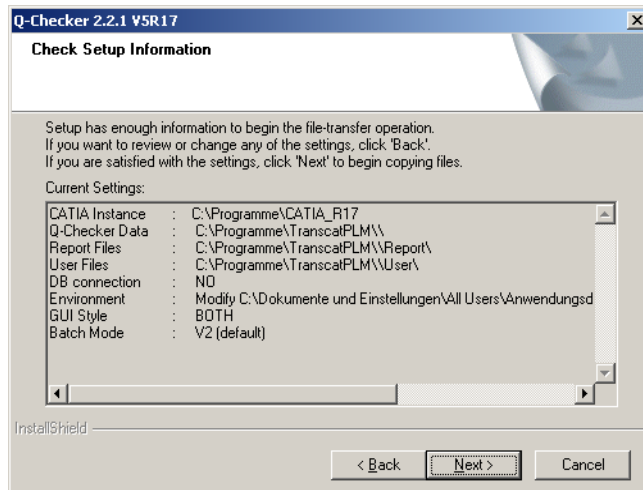 Q-Checker 2.2.1 V5R17
Check Setup Information
Setup has enough information to begin the file-transfer operation.
If you want to review or change any of the settings, click 'Back'.
If you are satisfied with the settings, click 'Next' to begin copying files.
Current Settings:
CATIA Instance : C:\Programme\CATIA_R17
Q-Checker Data : C:\Programme\TranscatPLM\\
Report Files : C:\Programme\TranscatPLM\\Report\
User Files : C:\Programme\TranscatPLM\\User\
DB connection : NO
Environment : Modify C:\Dokumente und Einstellungen\All Users\Anwendungsd
GUI Style : BOTH
Batch Mode : V2 (default)
InstallShield
< Back Next > Cancel